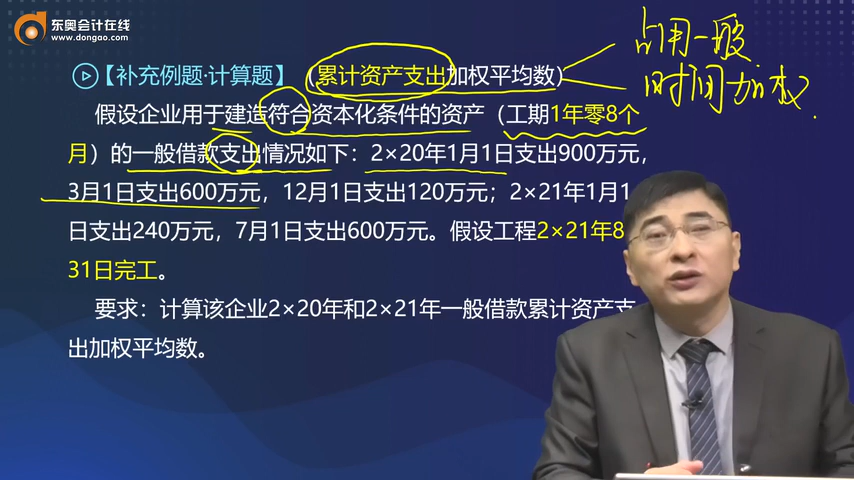 东奥会计在线
www.dongao.com
【补充例题·计算题】（累计资产支出加权平均数）
占用一般
时间加权
假设企业用于建造符合资本化条件的资产（工期1年零8个
月）的一般借款支出情况如下：2×20年1月1日支出900万元，
3月1日支出600万元，12月1日支出120万元；2×21年1月1
日支出240万元，7月1日支出600万元。假设工程2×21年8
31日完工。
要求：计算该企业2×20年和2×21年一般借款累计资产支
出加权平均数。